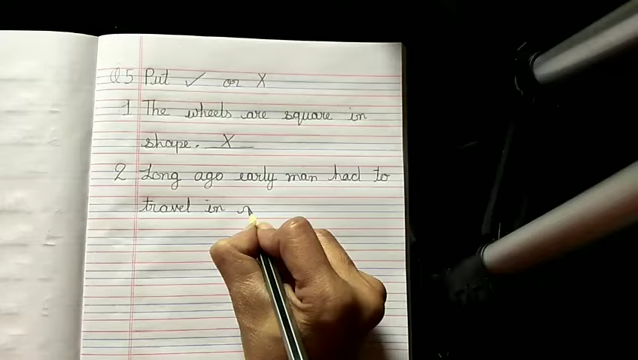 Q5 Put ✓ or X
1 The wheels are square in
shape. X
2 Long ago early man had to
travel in